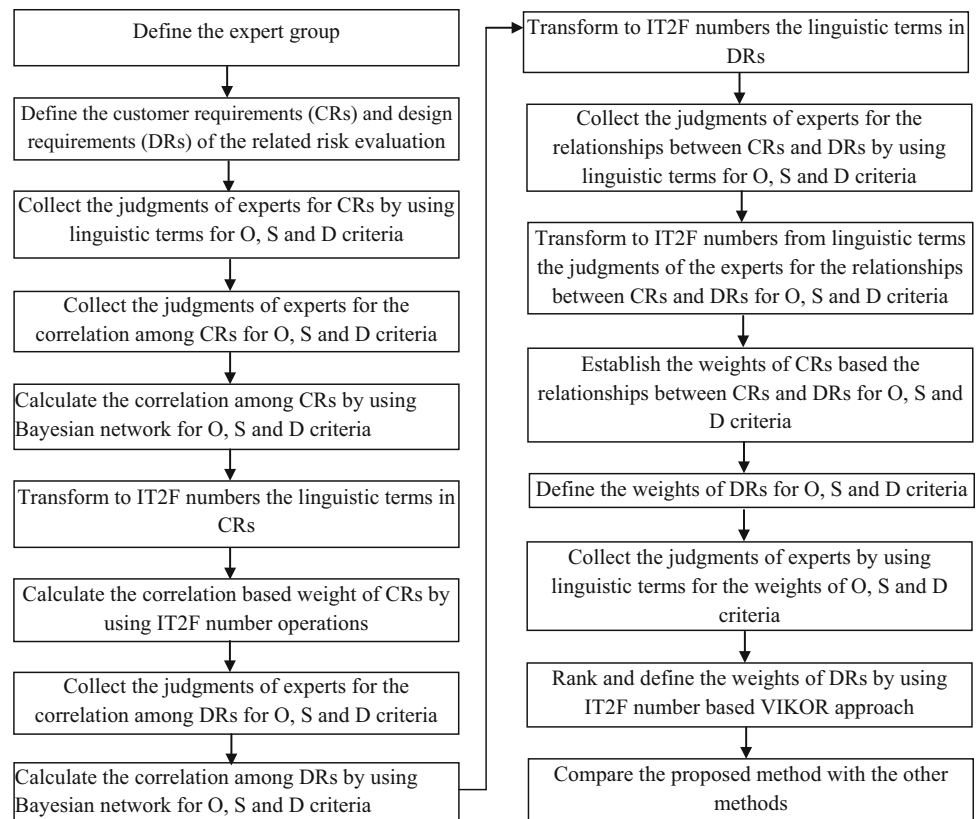 Define the expert group
Define the customer requirements (CRs) and design
requirements (DRs) of the related risk evaluation
Collect the judgments of experts for CRs by using
linguistic terms for O, S and D criteria
Collect the judgments of experts for the
correlation among CRs for O, S and D criteria
Calculate the correlation among CRs by using
Bayesian network for O, S and D criteria
Transform to IT2F numbers the linguistic terms in
CRs
Calculate the correlation based weight of CRs by
using IT2F number operations
Collect the judgments of experts for the
correlation among DRs for O, S and D criteria
Calculate the correlation among DRs by using
Bayesian network for O, S and D criteria
Transform to IT2F numbers the linguistic terms in
DRs
Collect the judgments of experts for the
relationships between CRs and DRs by using
linguistic terms for O, S and D criteria
Transform to IT2F numbers from linguistic terms
the judgments of the experts for the relationships
between CRs and DRs for O, S and D criteria
Establish the weights of CRs based the
relationships between CRs and DRs for O, S and
D criteria
Define the weights of DRs for O, S and D criteria
Collect the judgments of experts by using
linguistic terms for the weights of O, S and D
criteria
Rank and define the weights of DRs by using
IT2F number based VIKOR approach
Compare the proposed method with the other
methods